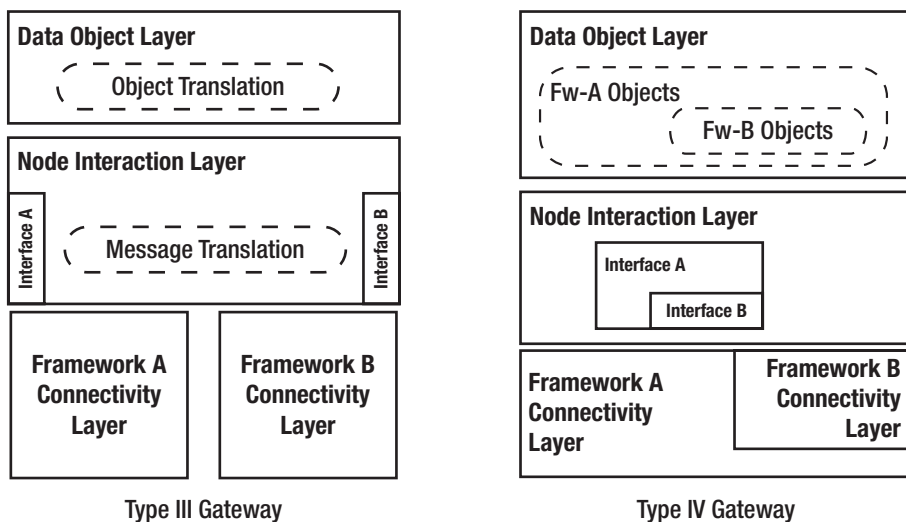 Data Object Layer
Object Translation
Node Interaction Layer
Interface A
Message Translation
Interface B
Framework A
Connectivity
Layer
Framework B
Connectivity
Layer
Type III Gateway
Data Object Layer
Fw-A Objects
Fw-B Objects
Node Interaction Layer
Interface A
Interface B
Framework A
Connectivity
Layer
Framework B
Connectivity
Layer
Type IV Gateway